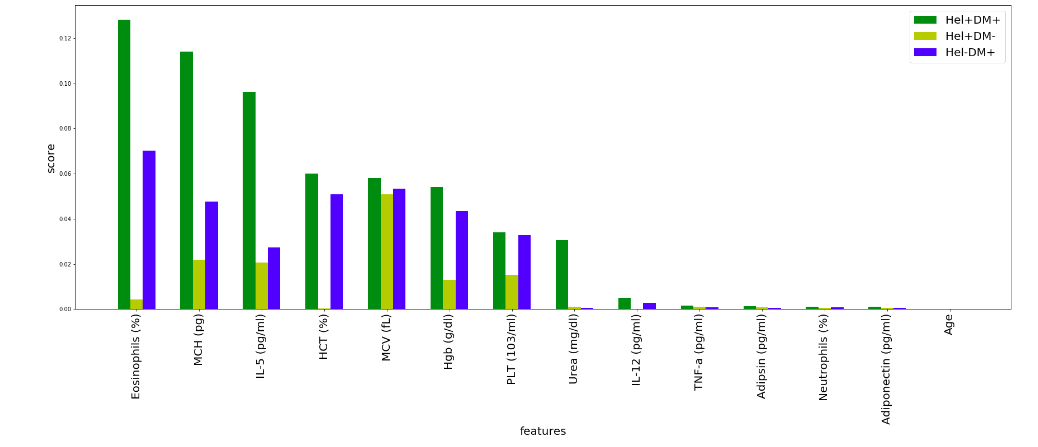 Hel+DM+
Hel+DM-
Hel-DM+
score
0.12
0.10
0.08
0.06
0.04
0.02
0.00
Eosinophils (%)
MCH (pg)
IL-5 (pg/ml)
HCT (%)
MCV (fL)
Hgb (g/dl)
PLT (103/ml)
Urea (mg/dl)
IL-12 (pg/ml)
TNF-a (pg/ml)
Adipsin (pg/ml)
Neutrophils (%)
Adiponectin (pg/ml)
Age
features